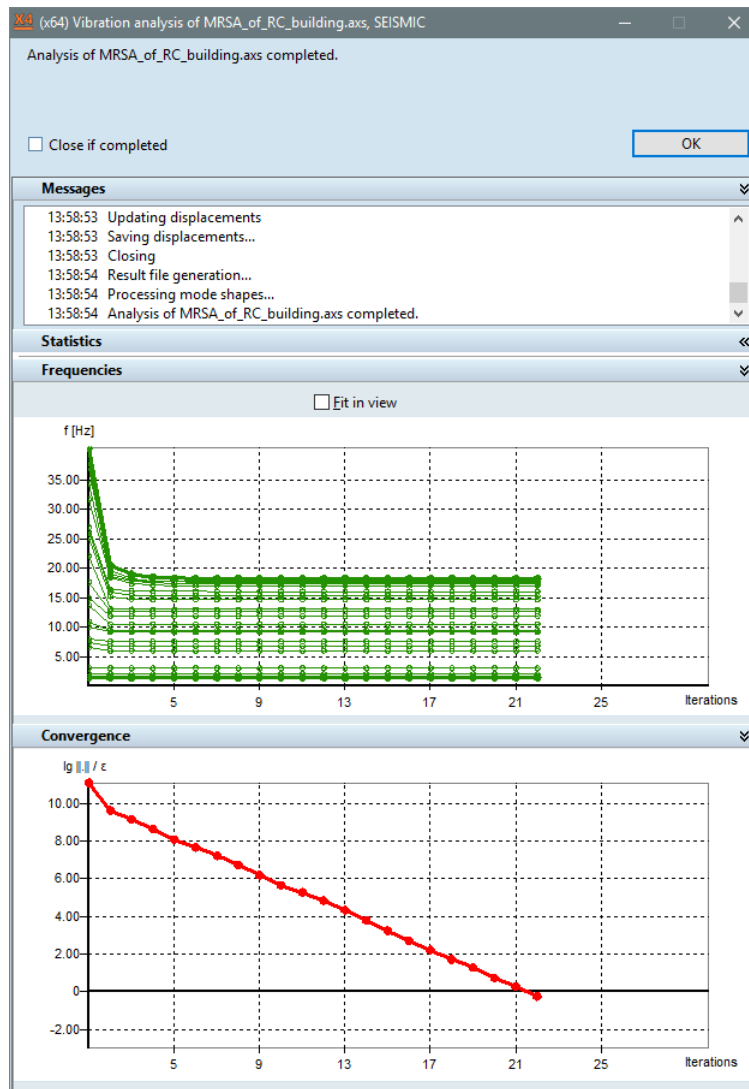 X4 (x64) Vibration analysis of MRSA_of_RC_building.axs, SEISMIC
Analysis of MRSA_of_RC_building.axs completed.
Close if completed
OK
Messages
13:58:53 Updating displacements
13:58:53 Saving displacements...
13:58:53 Closing
13:58:54 Result file generation...
13:58:54 Processing mode shapes...
13:58:54 Analysis of MRSA_of_RC_building.axs completed.
Statistics
Frequencies
Fit in view
f [Hz]
35.00
30.00
25.00
20.00
15.00
10.00
5.00
5 9 13 17 21 25 Iterations
Convergence
lg ||.|| / ε
10.00
8.00
6.00
4.00
2.00
0
-2.00
5 9 13 17 21 25 Iterations